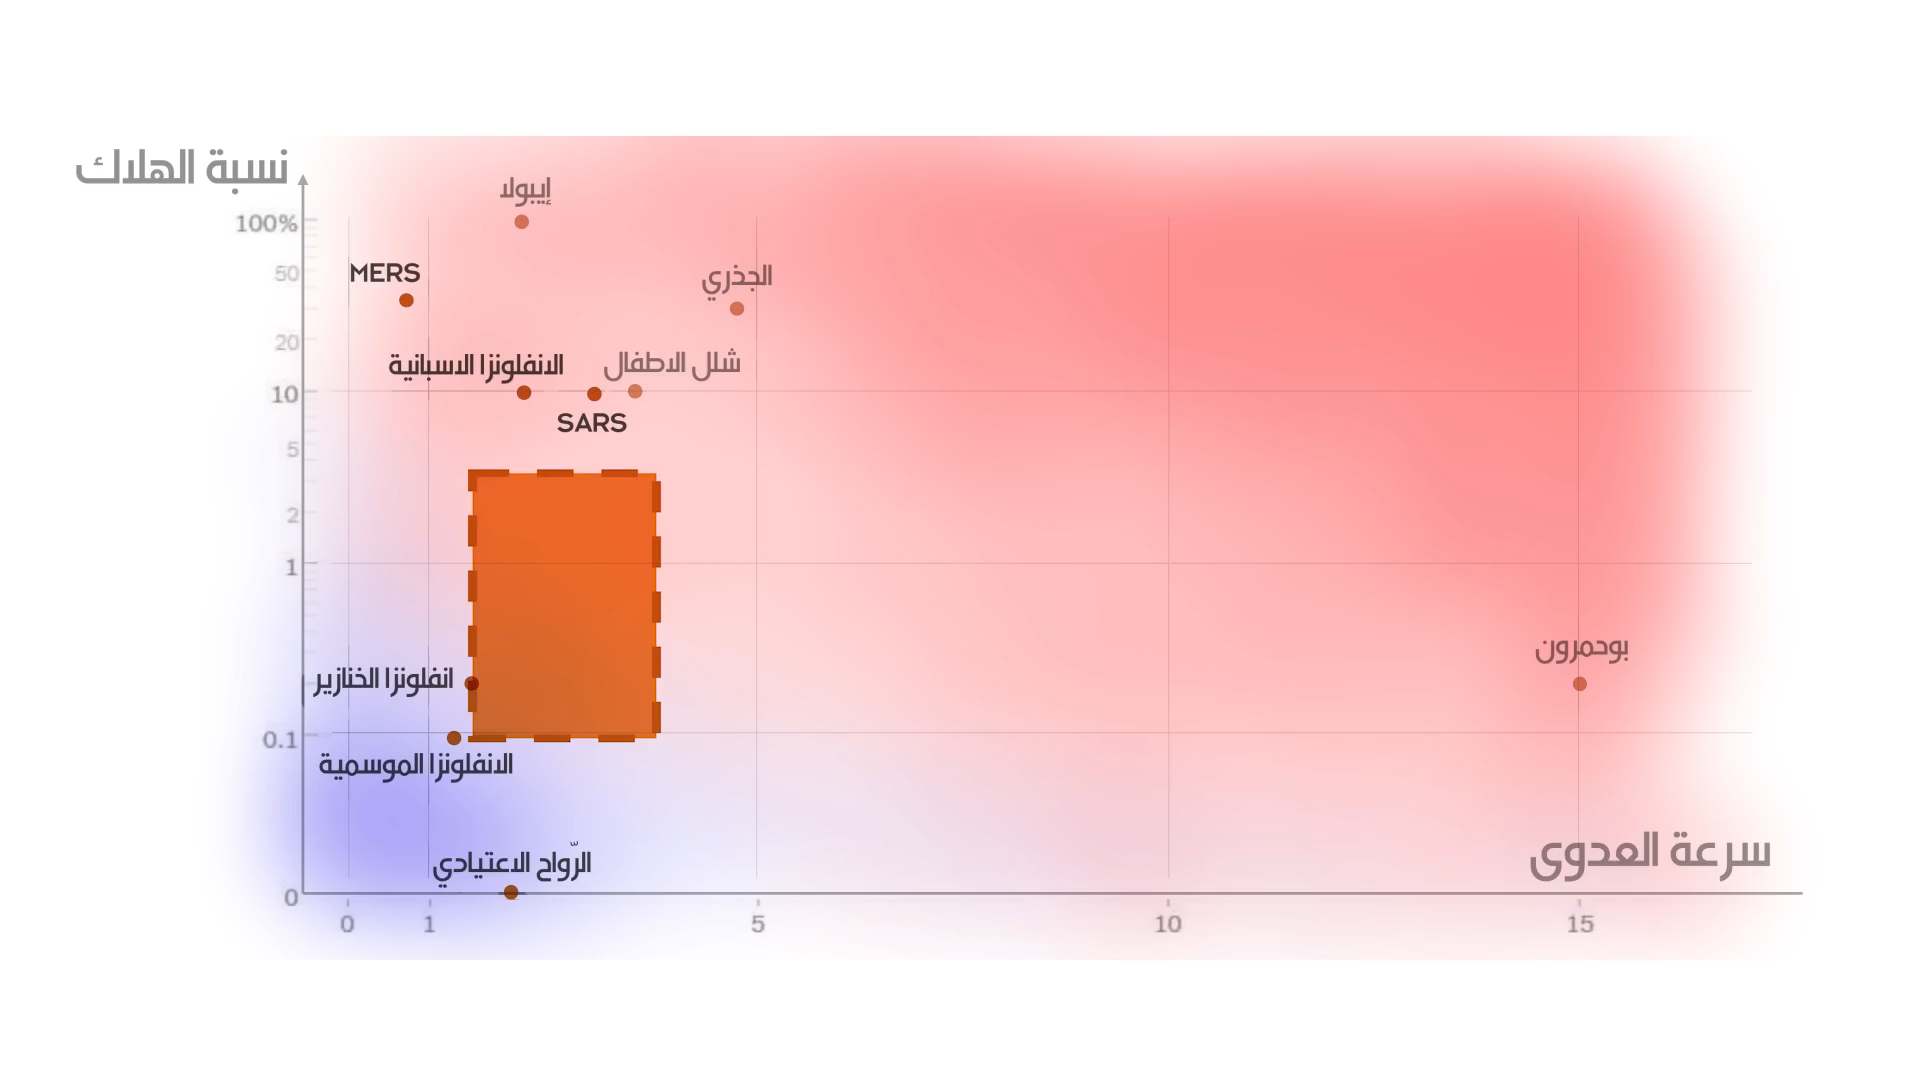 نسبة الهلاك
إيبولا
100%
MERS
50
الجذري
20
الانفلونزا الاسبانية
شلل الاطفال
10
SARS
5
2
1
بوحمرون
انفلونزا الخنازير
0.1
الانفلونزا الموسمية
سرعة العدوى
الرّواح الاعتيادي
0
0 1 5 10 15